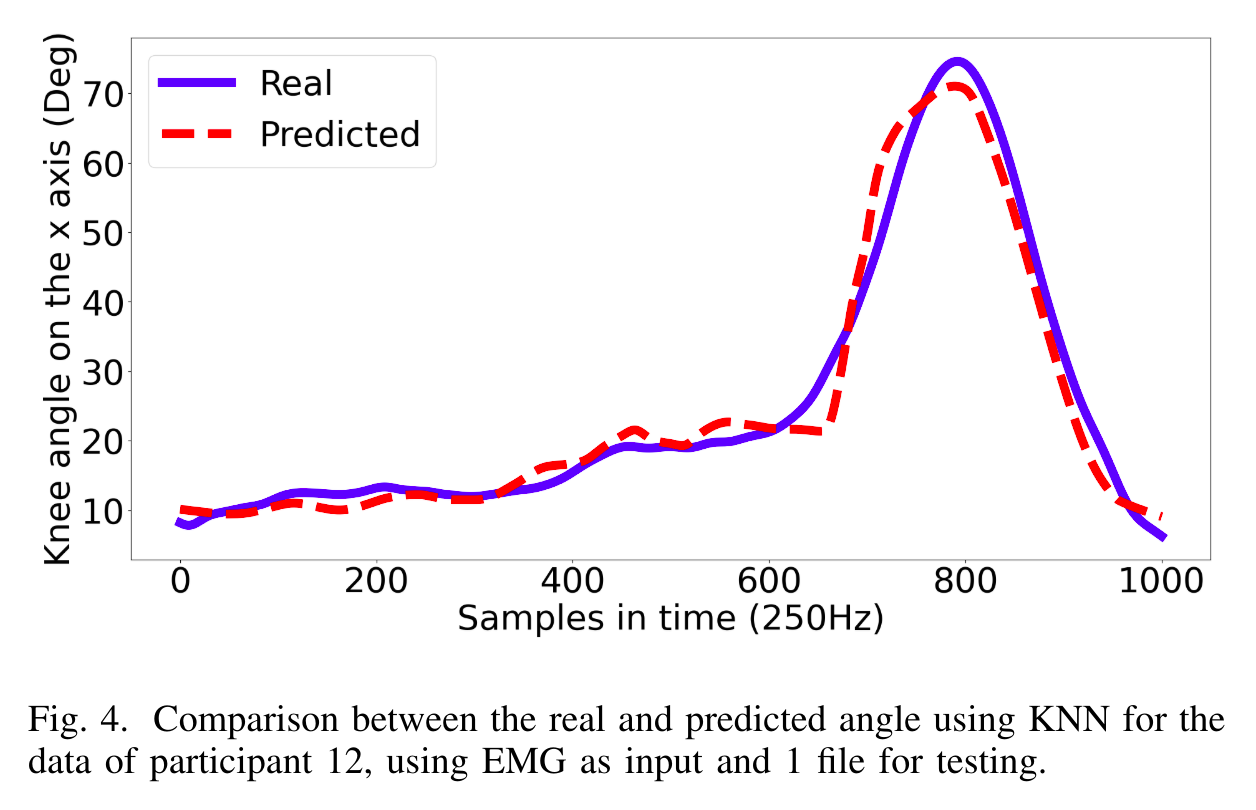 Knee angle on the x axis (Deg)
Real
Predicted
70
60
50
40
30
20
10
0 200 400 600 800 1000
Samples in time (250Hz)
Fig. 4. Comparison between the real and predicted angle using KNN for the
data of participant 12, using EMG as input and 1 file for testing.